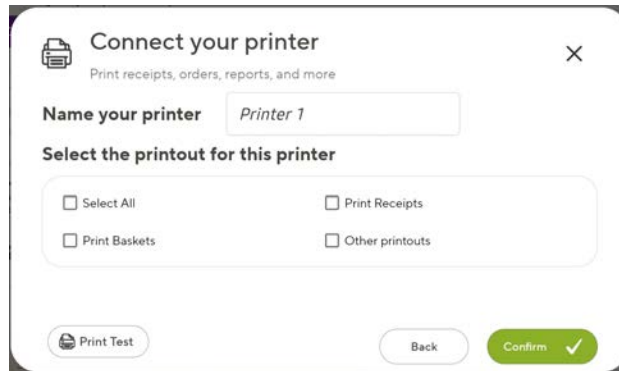 Connect your printer
Print receipts, orders, reports, and more
Name your printer Printer 1
Select the printout for this printer
Select All Print Receipts
Print Baskets Other printouts
Print Test Back Confirm